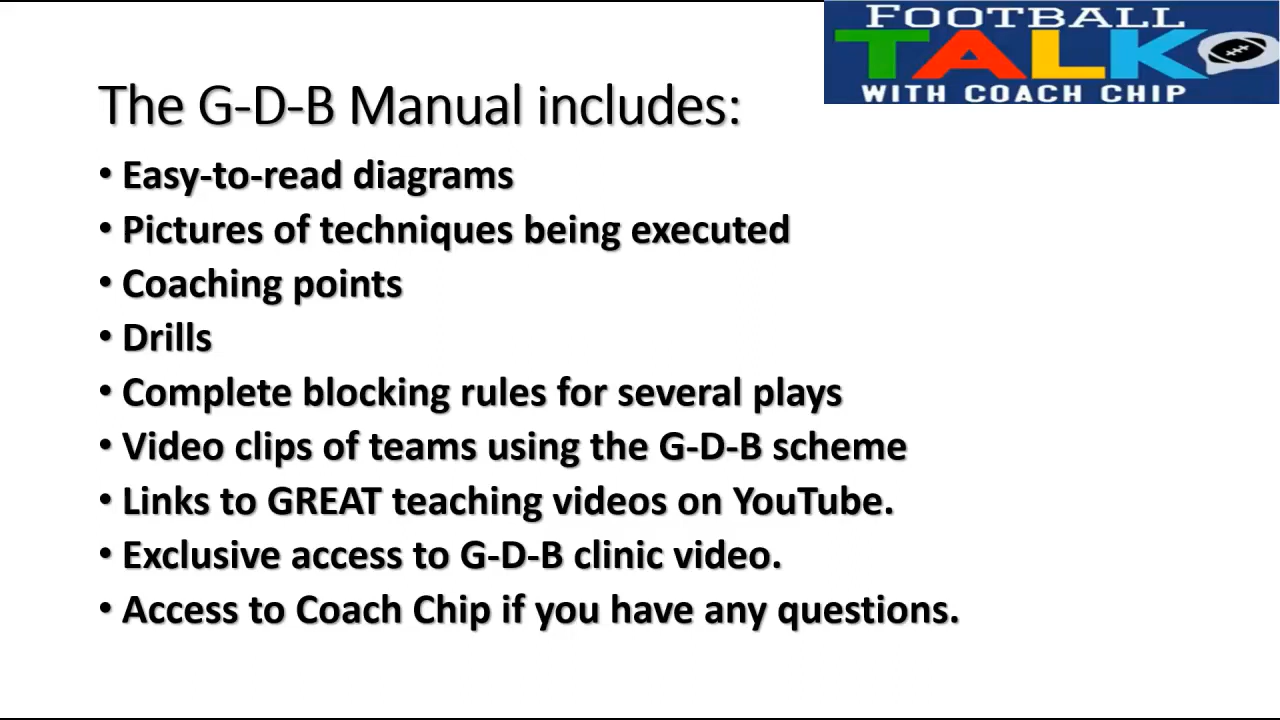 FOOTBALL
TALK
WITH COACH CHIP
The G-D-B Manual includes:
• Easy-to-read diagrams
• Pictures of techniques being executed
• Coaching points
• Drills
• Complete blocking rules for several plays
• Video clips of teams using the G-D-B scheme
• Links to GREAT teaching videos on YouTube.
• Exclusive access to G-D-B clinic video.
• Access to Coach Chip if you have any questions.